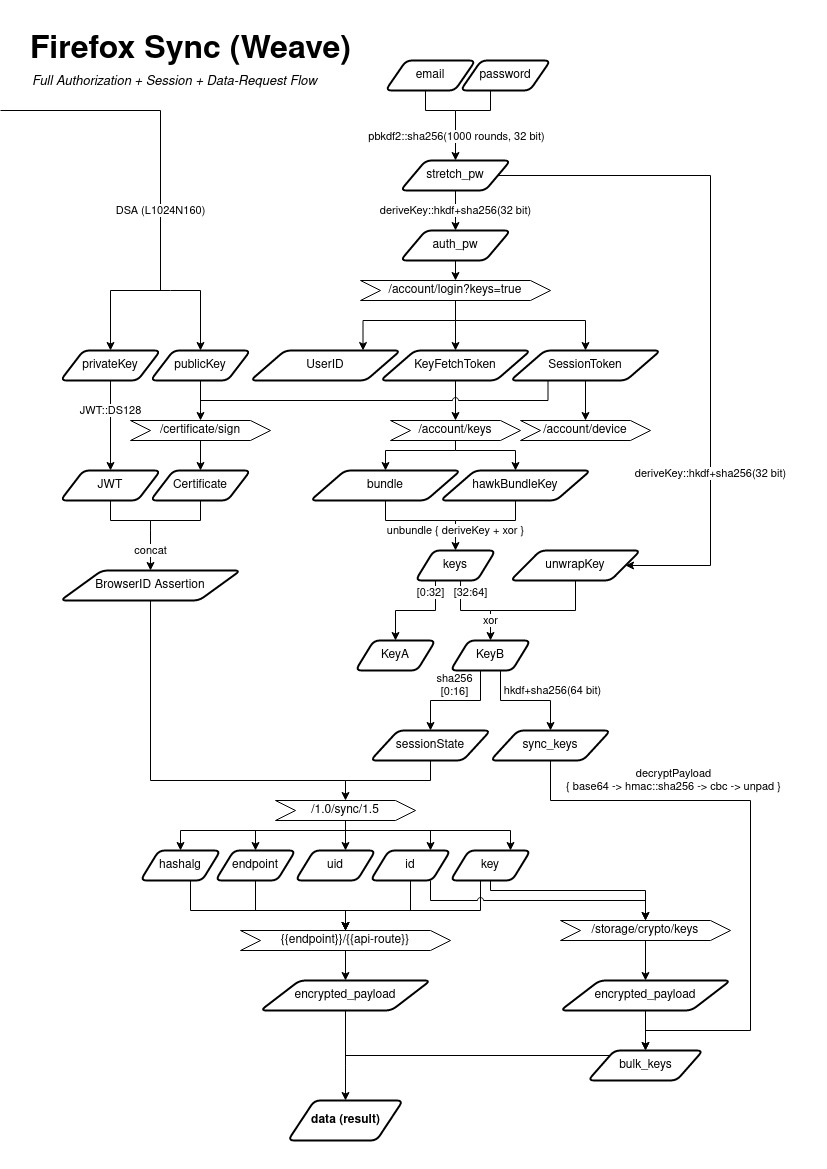 Firefox Sync (Weave)
Full Authorization + Session + Data-Request Flow
email
password
pbkdf2::sha256(1000 rounds, 32 bit)
stretch_pw
DSA (L1024N160)
deriveKey::hkdf+sha256(32 bit)
auth_pw
/account/login?keys=true
privateKey
publicKey
UserID
KeyFetchToken
SessionToken
JWT::DS128
/certificate/sign
/account/keys
/account/device
deriveKey::hkdf+sha256(32 bit)
JWT
Certificate
bundle
hawkBundleKey
unbundle { deriveKey + xor }
concat
keys
unwrapKey
BrowserID Assertion
[0:32]
[32:64]
xor
KeyA
KeyB
sha256
[0:16]
hkdf+sha256(64 bit)
sessionState
sync_keys
decryptPayload
{ base64 -> hmac::sha256 -> cbc -> unpad }
/1.0/sync/1.5
hashalg
endpoint
uid
id
key
{{endpoint}}/{{api-route}}
/storage/crypto/keys
encrypted_payload
encrypted_payload
bulk_keys
data (result)